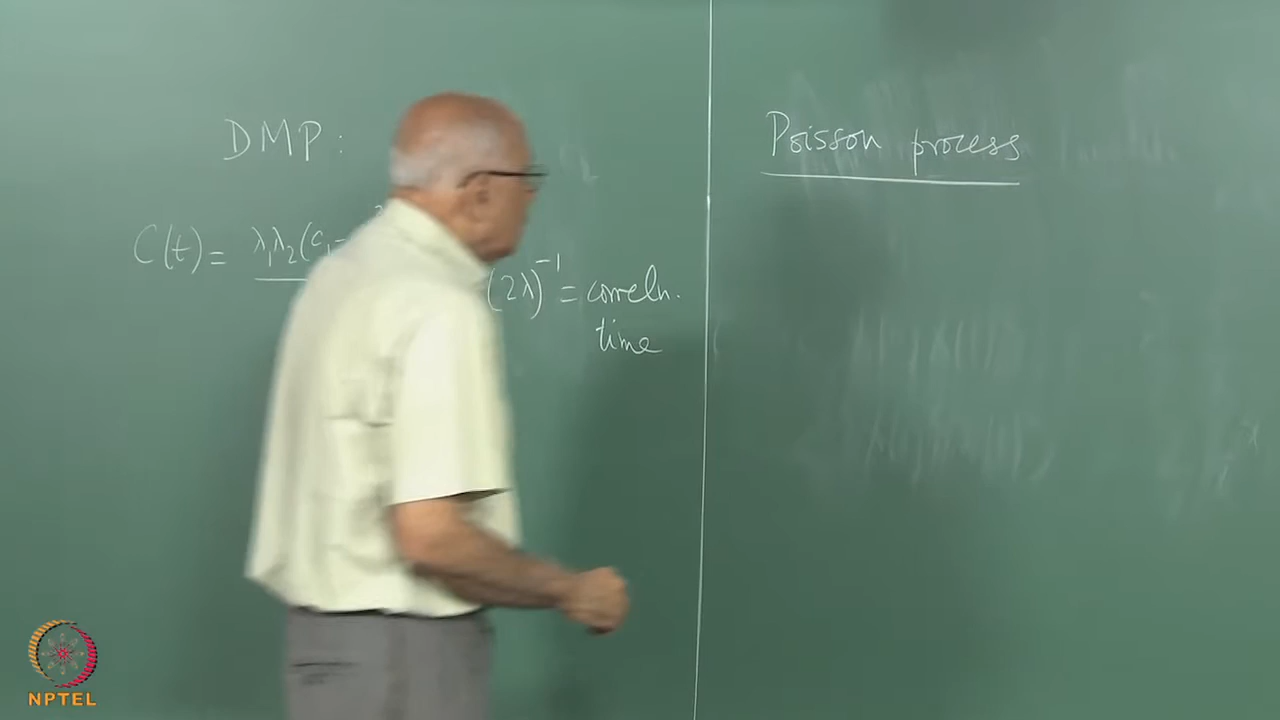 DMP:
C(t) = λ₁λ₂(c₁-
(2λ)⁻¹ = correln.
time
Poisson process
NPTEL